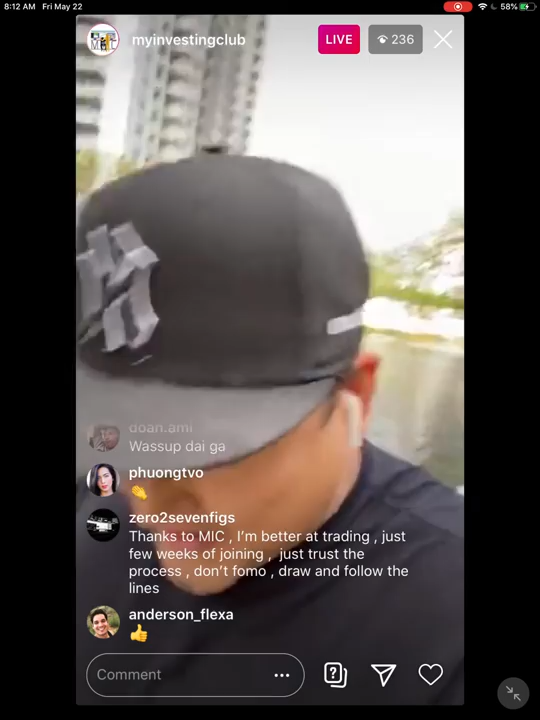 8:12 AM Fri May 22
58%
myinvestingclub
LIVE
236
doan.ami
Wassup dai ga
phuongtvo
👏
zero2sevenfigs
Thanks to MIC , I’m better at trading , just
few weeks of joining , just trust the
process , don’t fomo , draw and follow the
lines
anderson_flexa
👍
Comment